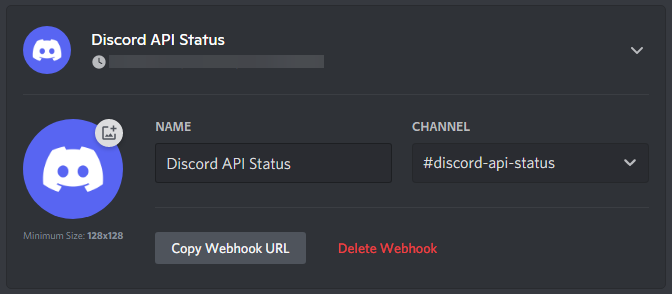 Discord API Status
NAME
CHANNEL
Discord API Status
#discord-api-status
Minimum Size: 128x128
Copy Webhook URL
Delete Webhook